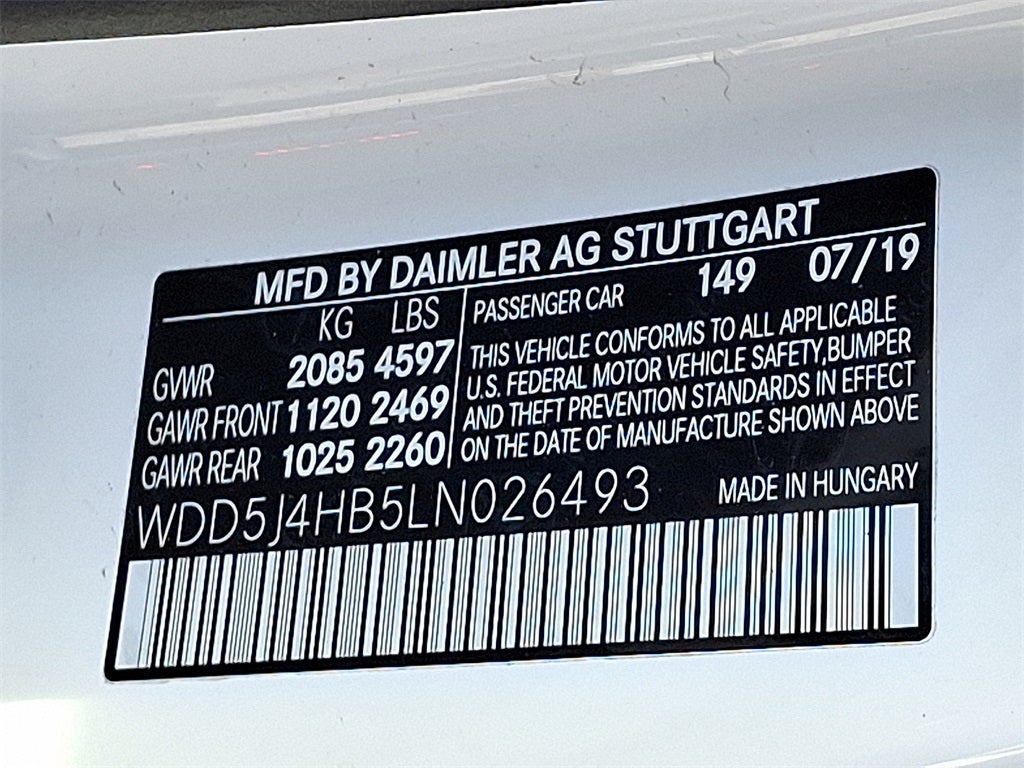 MFD BY DAIMLER AG STUTTGART
KG LBS
GVWR 2085 4597
GAWR FRONT 1120 2469
GAWR REAR 1025 2260
PASSENGER CAR 149 07/19
THIS VEHICLE CONFORMS TO ALL APPLICABLE
U.S. FEDERAL MOTOR VEHICLE SAFETY,BUMPER
AND THEFT PREVENTION STANDARDS IN EFFECT
ON THE DATE OF MANUFACTURE SHOWN ABOVE
WDD5J4HB5LN026493
MADE IN HUNGARY